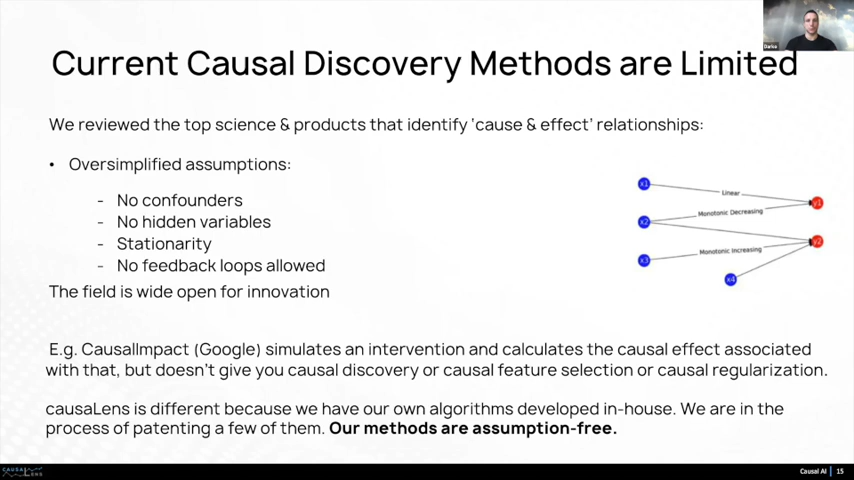 Darko
Current Causal Discovery Methods are Limited
We reviewed the top science & products that identify 'cause & effect' relationships:
• Oversimplified assumptions:
- No confounders
- No hidden variables
- Stationarity
- No feedback loops allowed
The field is wide open for innovation
x1
Linear
y1
x2
Monotonic Decreasing
y2
x3
Monotonic Increasing
x4
E.g. CausalImpact (Google) simulates an intervention and calculates the causal effect associated
with that, but doesn't give you causal discovery or causal feature selection or causal regularization.
causaLens is different because we have our own algorithms developed in-house. We are in the
process of patenting a few of them. Our methods are assumption-free.
CAUSALENS
Causal AI | 15